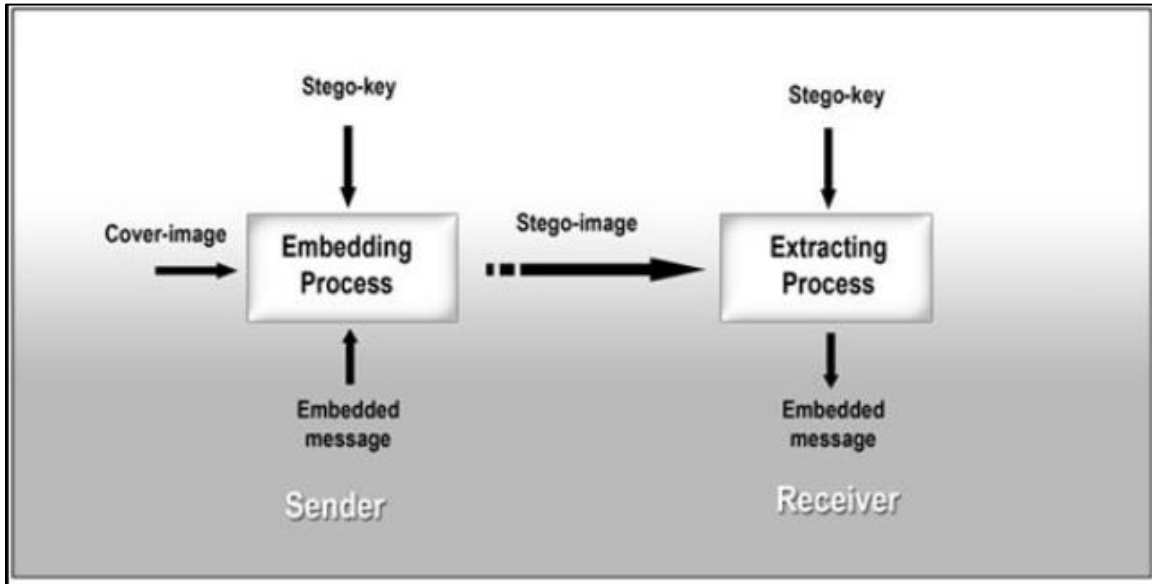 Stego-key
Stego-key
Cover-image
Embedding
Process
Stego-image
Extracting
Process
Embedded
message
Embedded
message
Sender
Receiver